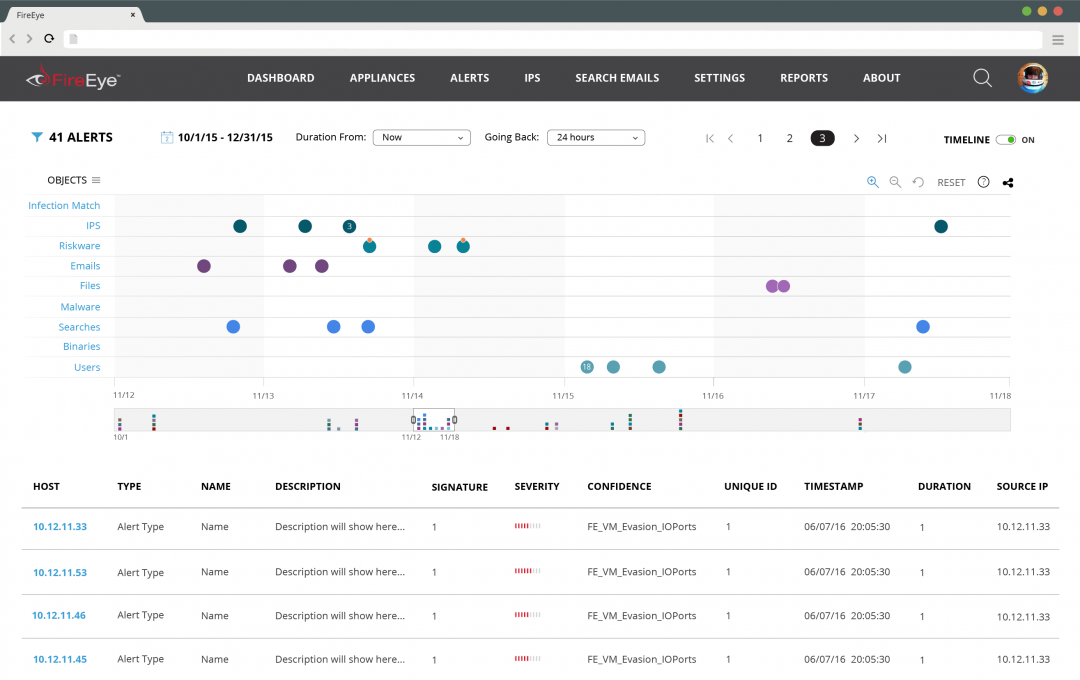 FireEye x
FireEye™ DASHBOARD APPLIANCES ALERTS IPS SEARCH EMAILS SETTINGS REPORTS ABOUT
41 ALERTS 10/1/15 - 12/31/15 Duration From: Now Going Back: 24 hours 1 2 3 TIMELINE ON
OBJECTS RESET ?
Infection Match
IPS 3
Riskware
Emails
Files
Malware
Searches
Binaries
Users 18
11/12 11/13 11/14 11/15 11/16 11/17 11/18
10/1 11/12 11/18
HOST TYPE NAME DESCRIPTION SIGNATURE SEVERITY CONFIDENCE UNIQUE ID TIMESTAMP DURATION SOURCE IP
10.12.11.33 Alert Type Name Description will show here... 1 FE_VM_Evasion_IOPorts 1 06/07/16 20:05:30 1 10.12.11.33
10.12.11.53 Alert Type Name Description will show here... 1 FE_VM_Evasion_IOPorts 1 06/07/16 20:05:30 1 10.12.11.33
10.12.11.46 Alert Type Name Description will show here... 1 FE_VM_Evasion_IOPorts 1 06/07/16 20:05:30 1 10.12.11.33
10.12.11.45 Alert Type Name Description will show here... 1 FE_VM_Evasion_IOPorts 1 06/07/16 20:05:30 1 10.12.11.33